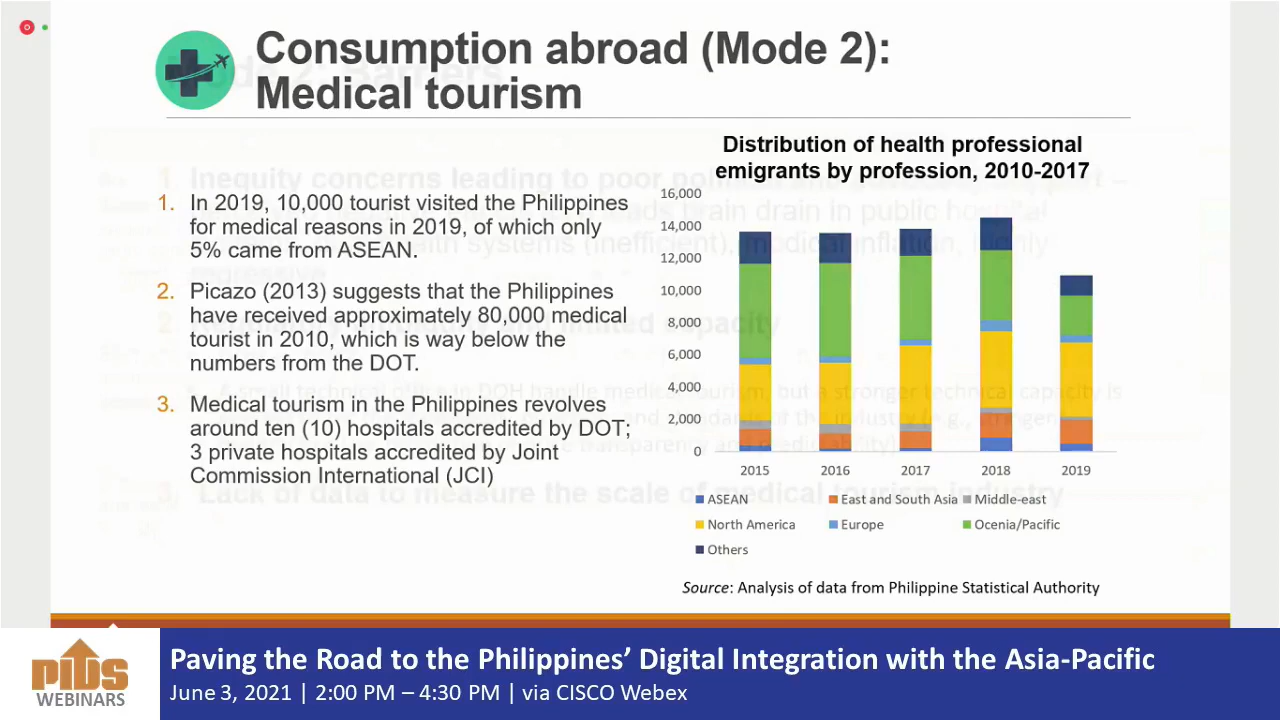 Consumption abroad (Mode 2):
Medical tourism
1. In 2019, 10,000 tourist visited the Philippines
for medical reasons in 2019, of which only
5% came from ASEAN.
2. Picazo (2013) suggests that the Philippines
have received approximately 80,000 medical
tourist in 2010, which is way below the
numbers from the DOT.
3. Medical tourism in the Philippines revolves
around ten (10) hospitals accredited by DOT;
3 private hospitals accredited by Joint
Commission International (JCI)
Distribution of health professional
emigrants by profession, 2010-2017
16,000
14,000
12,000
10,000
8,000
6,000
4,000
2,000
0
2015 2016 2017 2018 2019
ASEAN East and South Asia Middle-east
North America Europe Ocenia/Pacific
Others
Source: Analysis of data from Philippine Statistical Authority
PIDS
WEBINARS
Paving the Road to the Philippines' Digital Integration with the Asia-Pacific
June 3, 2021 | 2:00 PM – 4:30 PM | via CISCO Webex